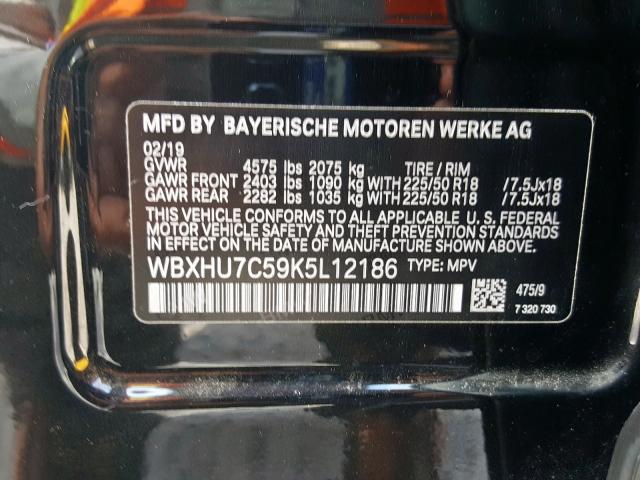 MFD BY BAYERISCHE MOTOREN WERKE AG
02/19
GVWR 4575 lbs 2075 kg TIRE / RIM
GAWR FRONT 2403 lbs 1090 kg WITH 225/50 R18 /7.5Jx18
GAWR REAR 2282 lbs 1035 kg WITH 225/50 R18 /7.5Jx18
THIS VEHICLE CONFORMS TO ALL APPLICABLE U. S. FEDERAL
MOTOR VEHICLE SAFETY AND THEFT PREVENTION STANDARDS
IN EFFECT ON THE DATE OF MANUFACTURE SHOWN ABOVE.
WBXHU7C59K5L12186 TYPE: MPV
475/9
7 320 730